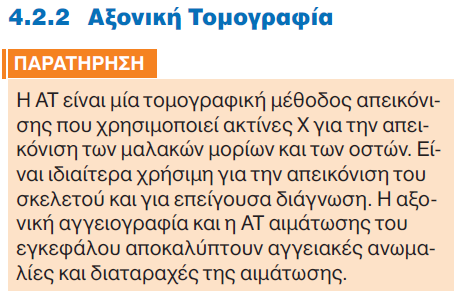 4.2.2 Αξονική Τομογραφία
ΠΑΡΑΤΗΡΗΣΗ
Η ΑΤ είναι μία τομογραφική μέθοδος απεικόνι-
σης που χρησιμοποιεί ακτίνες Χ για την απει-
κόνιση των μαλακών μορίων και των οστών. Εί-
ναι ιδιαίτερα χρήσιμη για την απεικόνιση του
σκελετού και για επείγουσα διάγνωση. Η αξο-
νική αγγειογραφία και η ΑΤ αιμάτωσης του
εγκεφάλου αποκαλύπτουν αγγειακές ανωμα-
λίες και διαταραχές της αιμάτωσης.